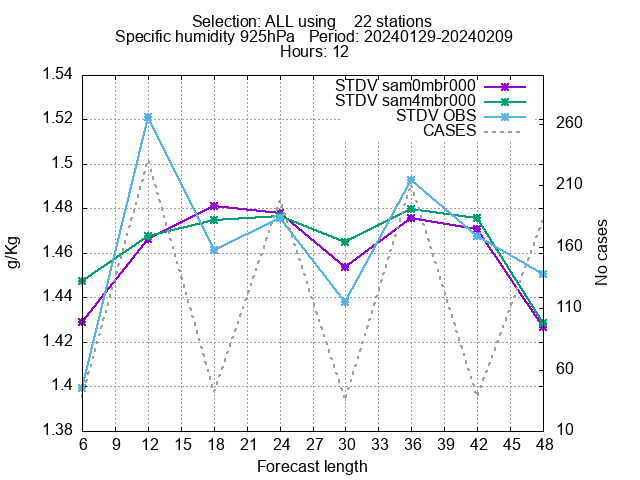 Selection: ALL using    22 stations
Specific humidity 925hPa   Period: 20240129-20240209
Hours: 12
STDV sam0mbr000
STDV sam4mbr000
STDV OBS
CASES
1.54
1.52
1.5
1.48
1.46
1.44
1.42
1.4
1.38
g/Kg
260
210
160
110
60
10
No cases
6 9 12 15 18 21 24 27 30 33 36 39 42 45 48
Forecast length